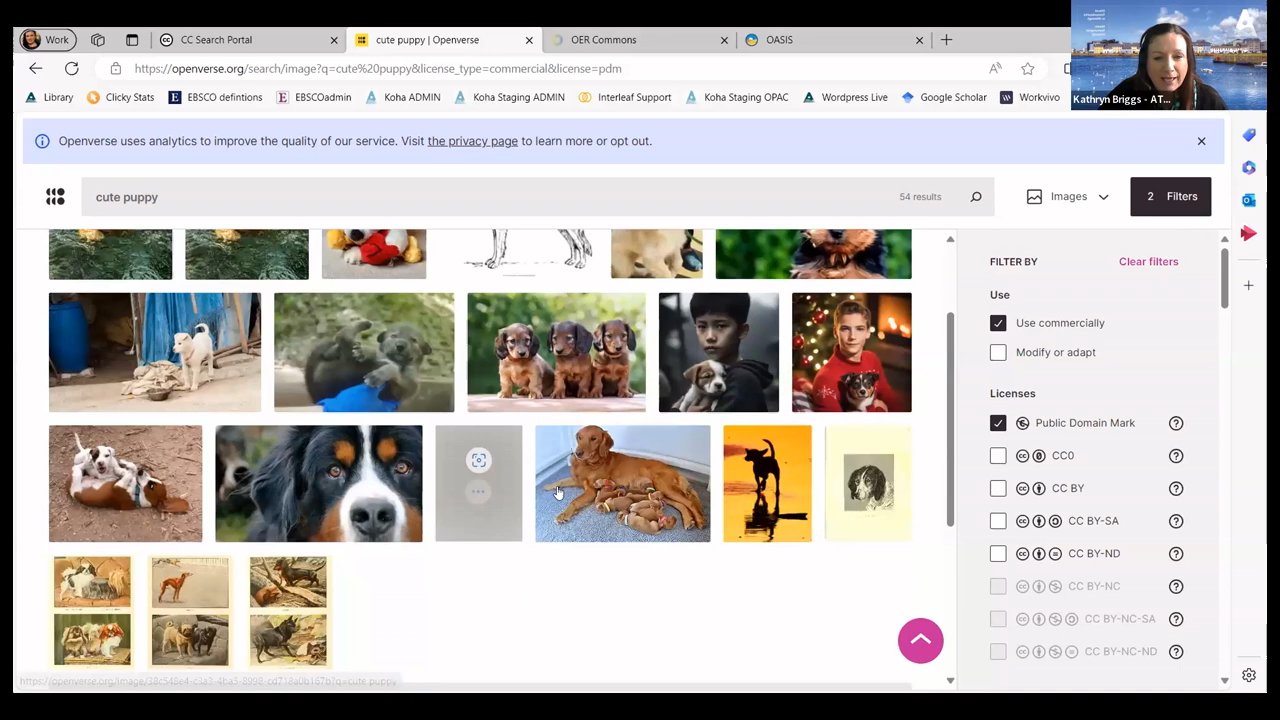 Work
CC Search Portal
cute puppy | Openverse
OER Commons
OASIS
https://openverse.org/search/image?q=cute%20puppy&license_type=commercial&license=pdm
Library
Clicky Stats
EBSCO defintions
EBSCOadmin
Koha ADMIN
Koha Staging ADMIN
Interleaf Support
Koha Staging OPAC
Wordpress Live
Google Scholar
Workvivo
Kathryn Briggs - AT...
Openverse uses analytics to improve the quality of our service. Visit the privacy page to learn more or opt out.
cute puppy
54 results
Images
2 Filters
FILTER BY
Clear filters
Use
Use commercially
Modify or adapt
Licenses
Public Domain Mark
CC0
CC BY
CC BY-SA
CC BY-ND
CC BY-NC
CC BY-NC-SA
CC BY-NC-ND